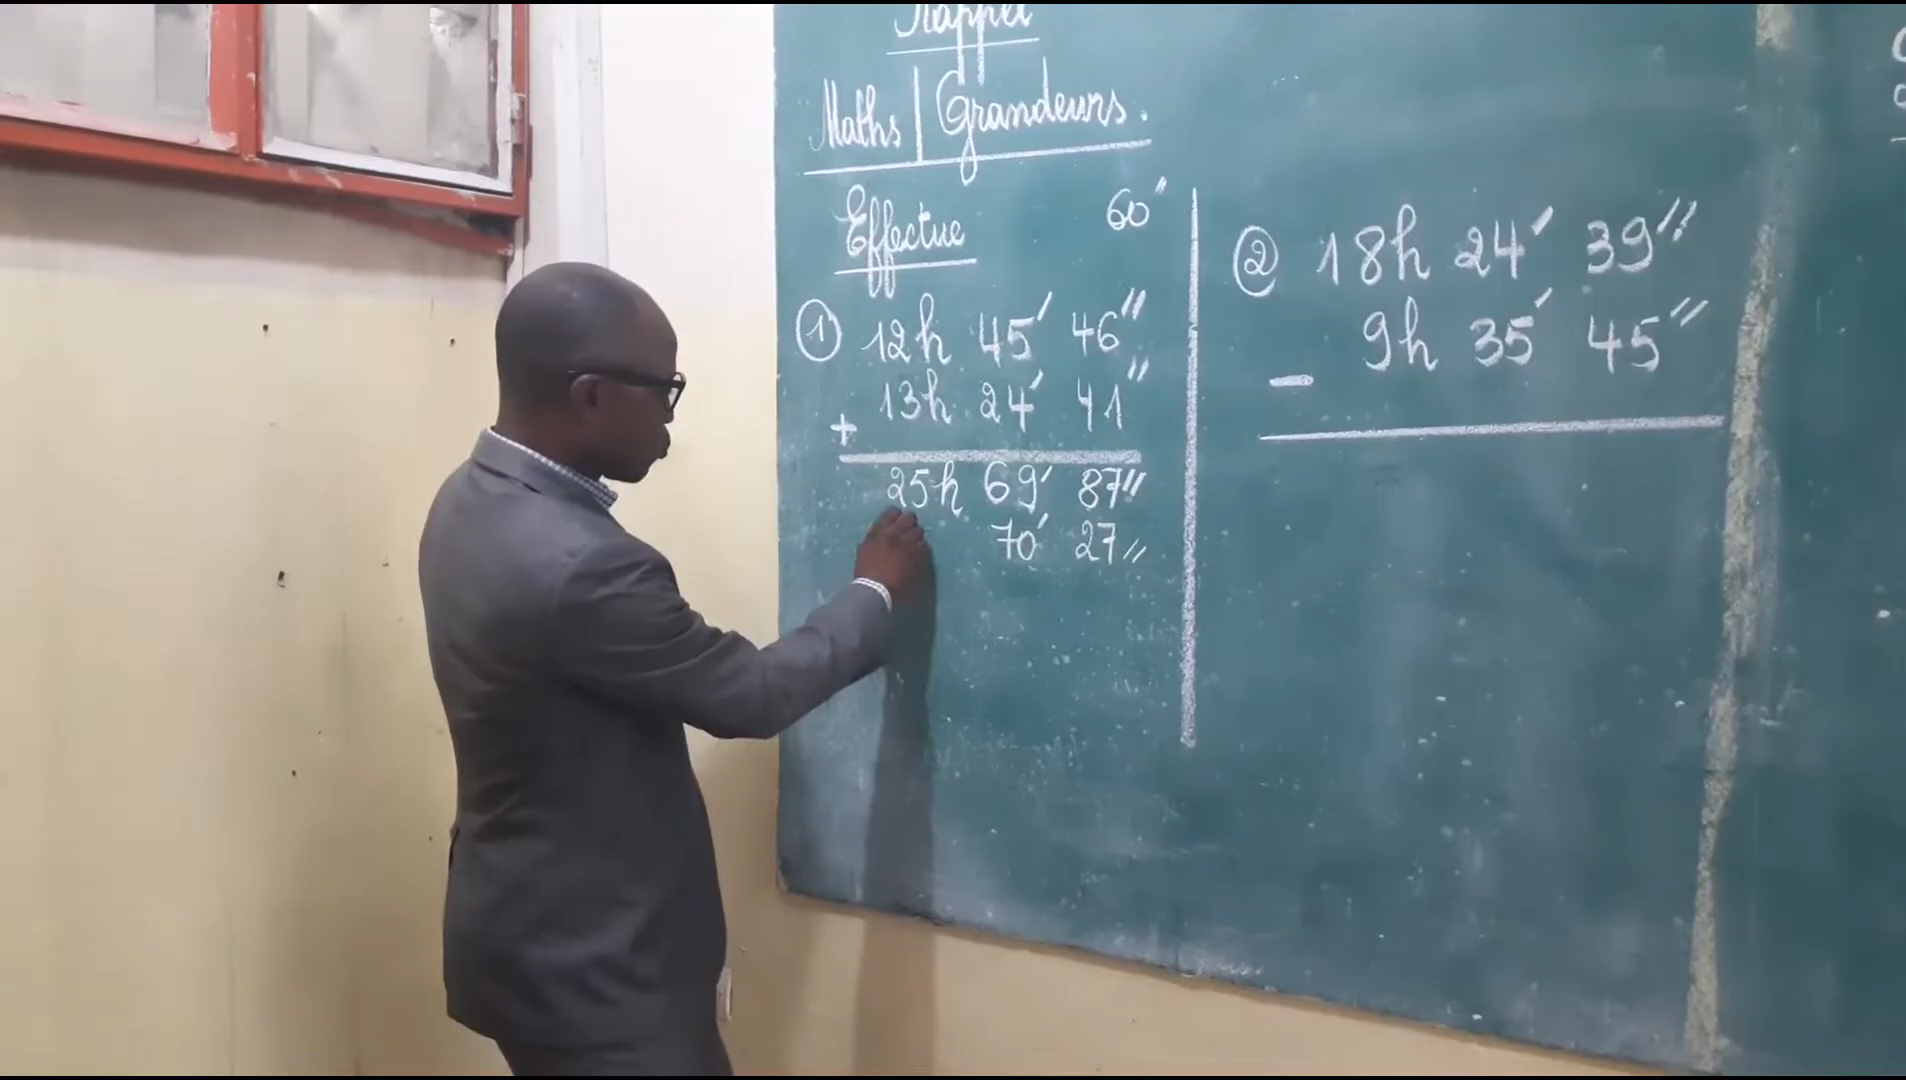 Rappel
Maths | Grandeurs.
Effectue 60"
① 12h 45' 46"
13h 24' 41"
+
25h 69' 87"
70' 27"
② 18h 24' 39"
9h 35' 45"
-